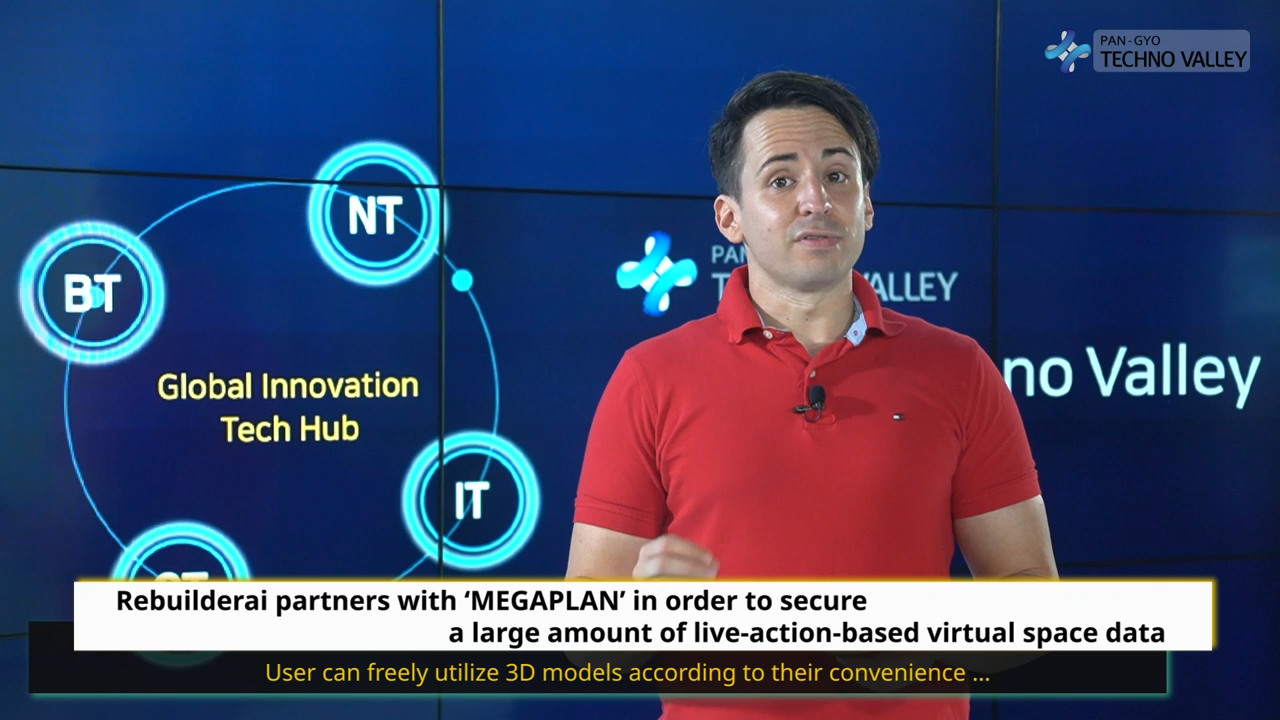 PAN-GYO
TECHNO VALLEY
NT
BT
PAN
T VALLEY
Global Innovation
Tech Hub
no Valley
IT
Rebuilderai partners with ‘MEGAPLAN’ in order to secure
a large amount of live-action-based virtual space data
User can freely utilize 3D models according to their convenience ...